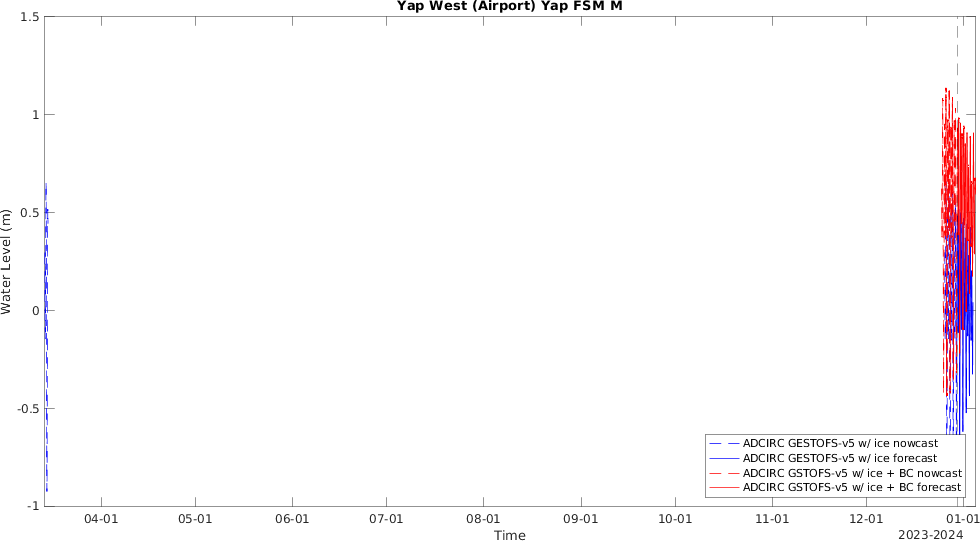 Yap West (Airport) Yap FSM M
1.5
1
0.5
0
-0.5
-1
Water Level (m)
ADCIRC GESTOFS-v5 w/ ice nowcast
ADCIRC GESTOFS-v5 w/ ice forecast
ADCIRC GSTOFS-v5 w/ ice + BC nowcast
ADCIRC GSTOFS-v5 w/ ice + BC forecast
04-01 05-01 06-01 07-01 08-01 09-01 10-01 11-01 12-01 01-01
Time
2023-2024